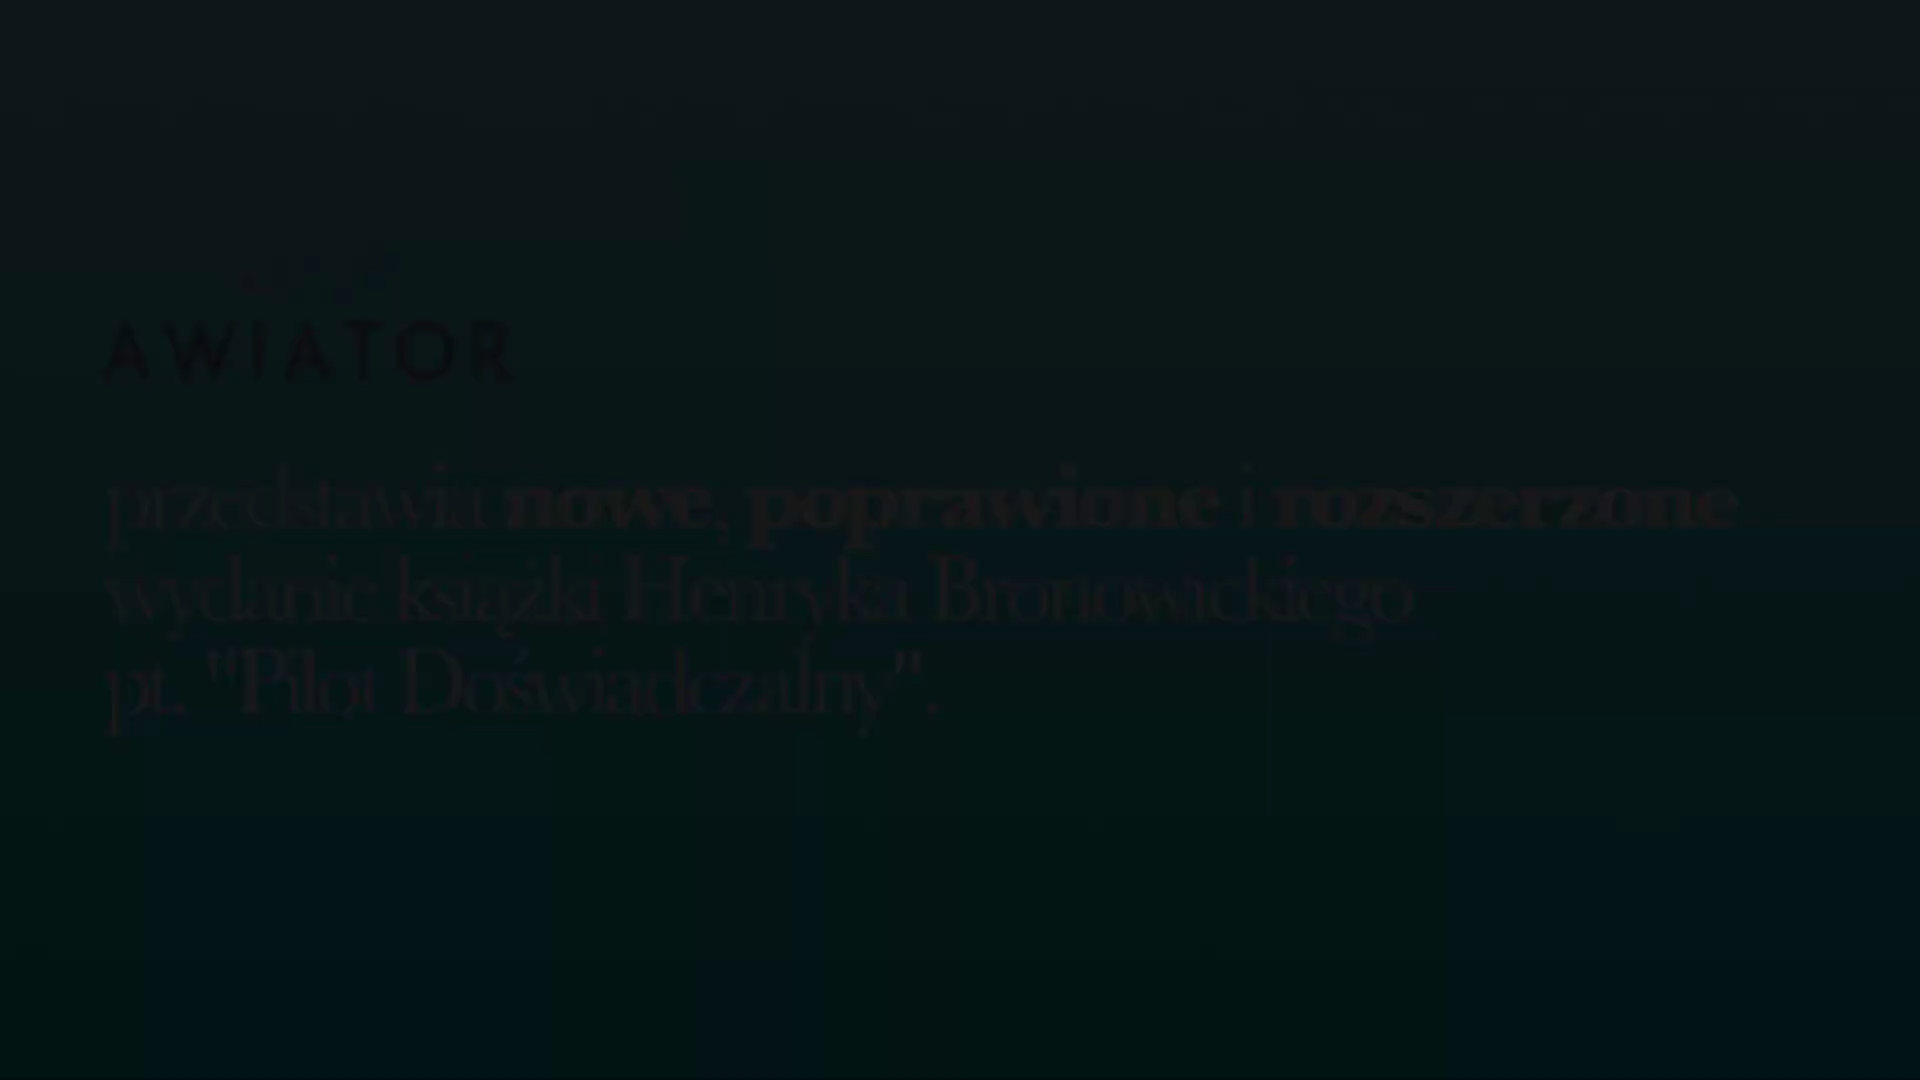 AWIATOR
przedstawia nowe, poprawione i rozszerzone
wydanie książki Henryka Bronowickiego
pt. "Pilot Doświadczalny".